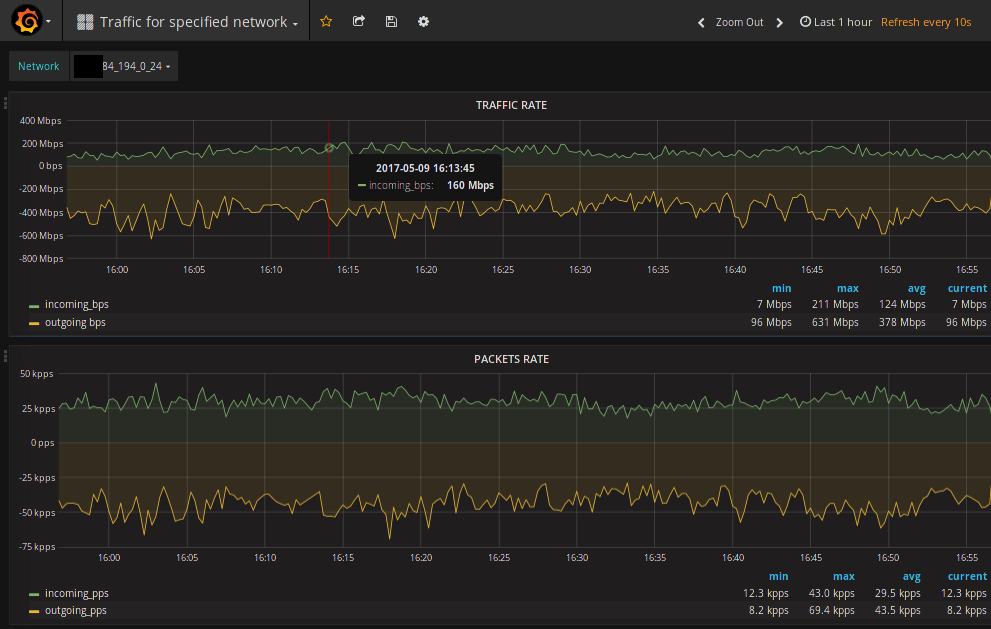 Traffic for specified network
Zoom Out Last 1 hour Refresh every 10s
Network 84_194_0_24
TRAFFIC RATE
400 Mbps
200 Mbps
0 bps
-200 Mbps
-400 Mbps
-600 Mbps
-800 Mbps
2017-05-09 16:13:45
incoming_bps: 160 Mbps
16:00 16:05 16:10 16:15 16:20 16:25 16:30 16:35 16:40 16:45 16:50 16:55
min max avg current
incoming_bps 7 Mbps 211 Mbps 124 Mbps 7 Mbps
outgoing bps 96 Mbps 631 Mbps 378 Mbps 96 Mbps
PACKETS RATE
50 kpps
25 kpps
0 pps
-25 kpps
-50 kpps
-75 kpps
16:00 16:05 16:10 16:15 16:20 16:25 16:30 16:35 16:40 16:45 16:50 16:55
min max avg current
incoming_pps 12.3 kpps 43.0 kpps 29.5 kpps 12.3 kpps
outgoing_pps 8.2 kpps 69.4 kpps 43.5 kpps 8.2 kpps